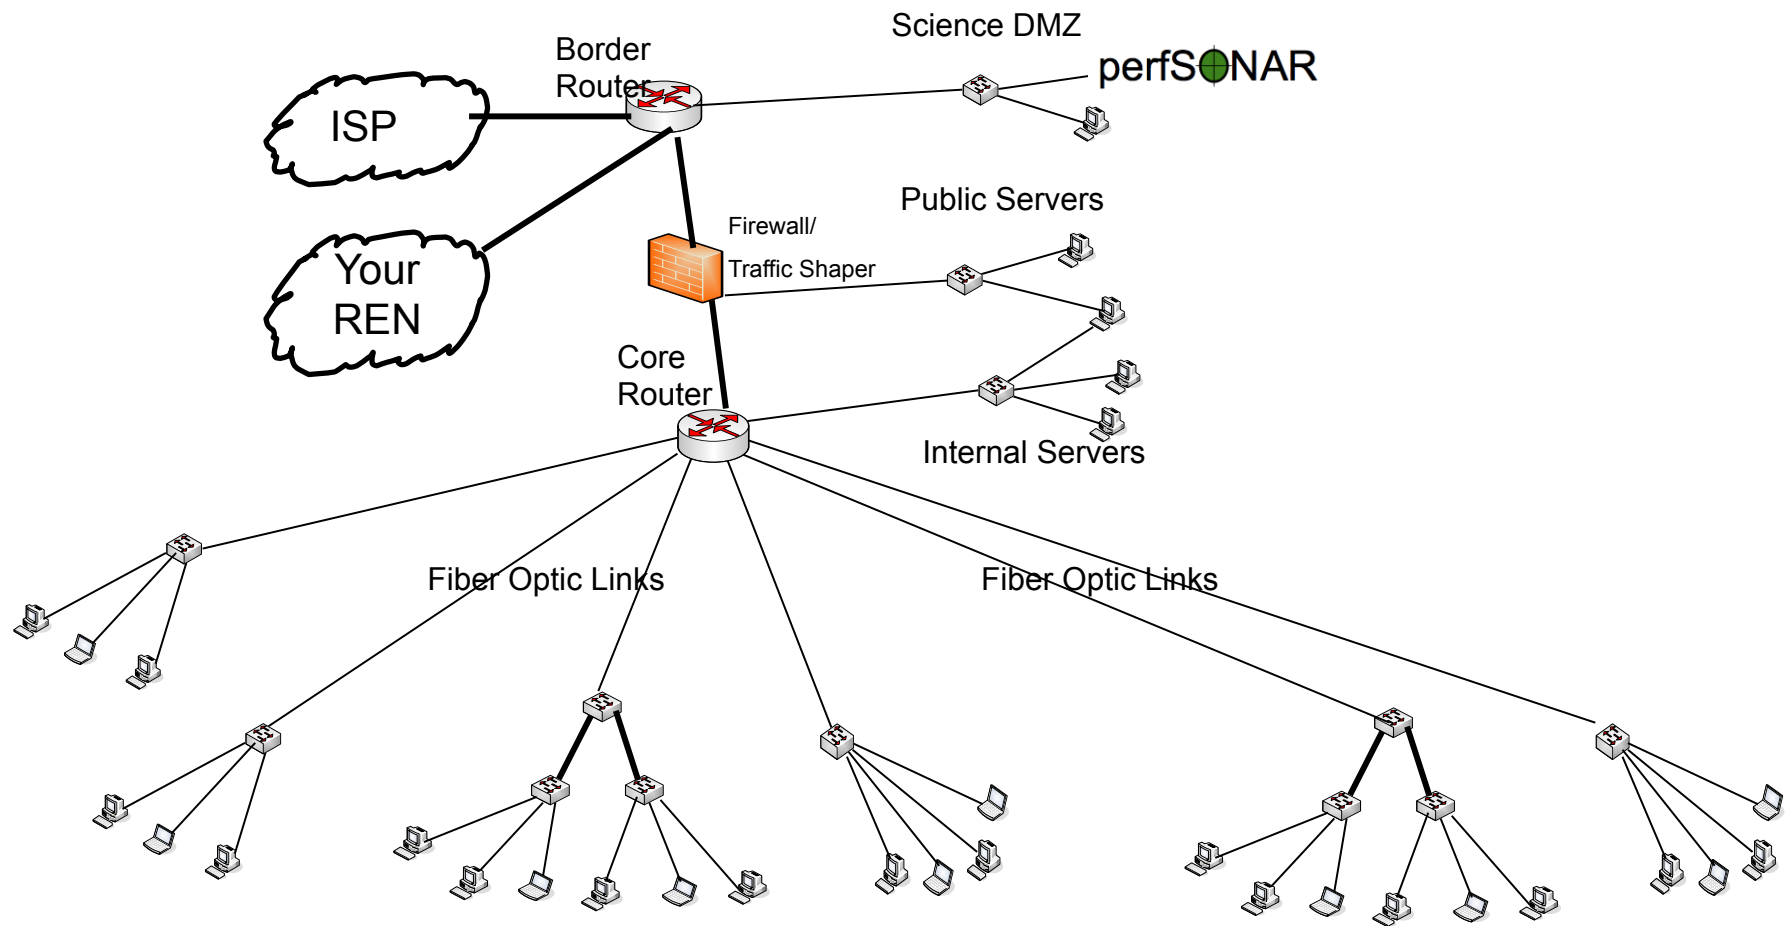 Science DMZ
Border
Router
perfSONAR
ISP
Public Servers
Firewall/
Traffic Shaper
Your
REN
Core
Router
Internal Servers
Fiber Optic Links
Fiber Optic Links